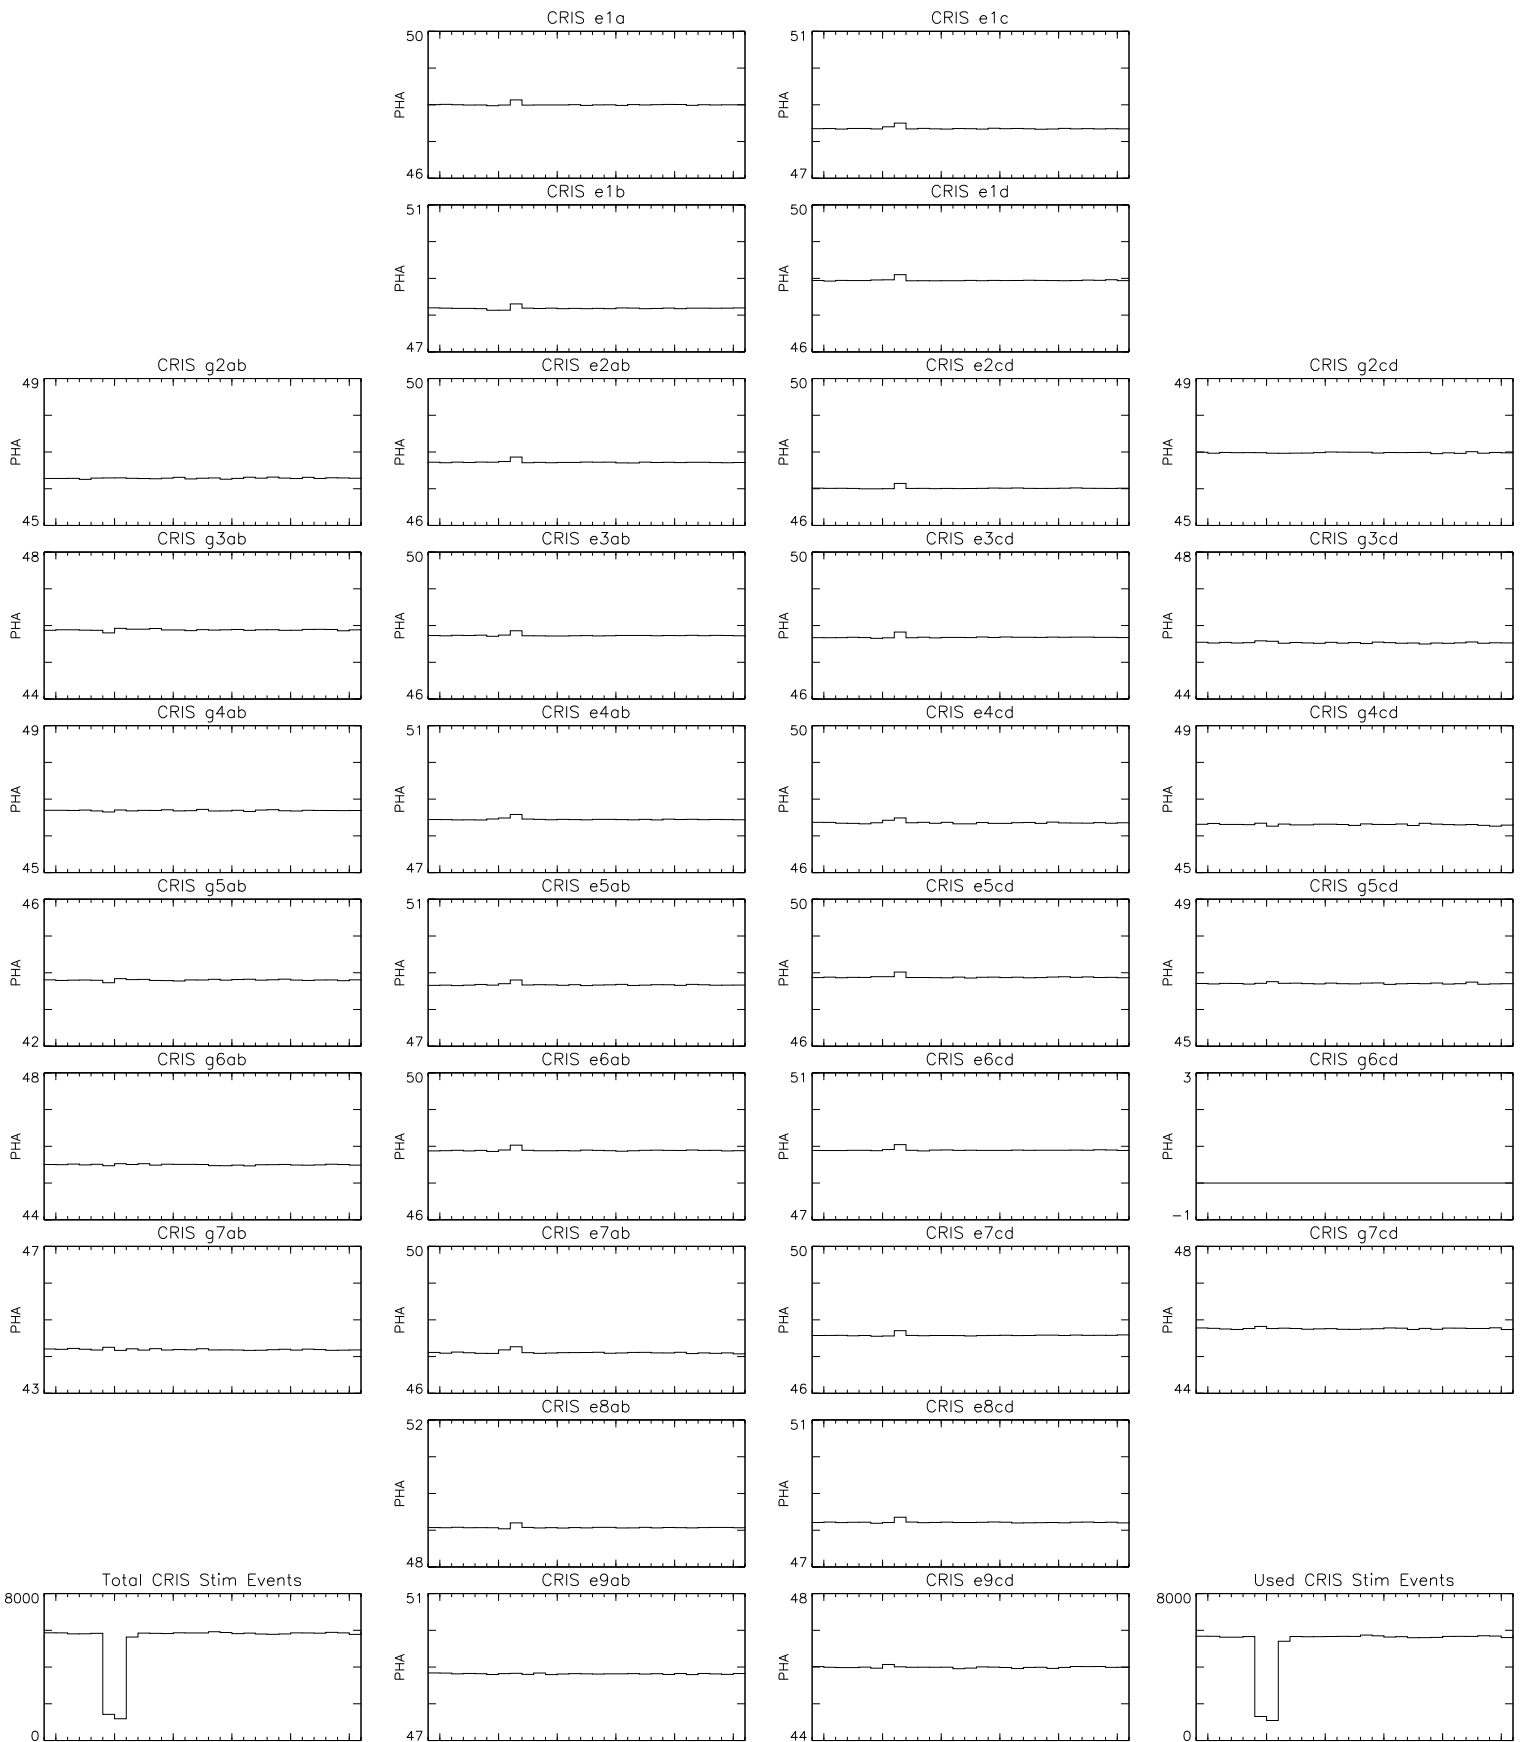 CRIS e1a
50
PHA
46
CRIS e1c
51
PHA
47
CRIS e1b
51
PHA
47
CRIS e1d
50
PHA
46
CRIS g2ab
49
PHA
45
CRIS e2ab
50
PHA
46
CRIS e2cd
50
PHA
46
CRIS g2cd
49
PHA
45
CRIS g3ab
48
PHA
44
CRIS e3ab
50
PHA
46
CRIS e3cd
50
PHA
46
CRIS g3cd
48
PHA
44
CRIS g4ab
49
PHA
45
CRIS e4ab
51
PHA
47
CRIS e4cd
50
PHA
46
CRIS g4cd
49
PHA
45
CRIS g5ab
46
PHA
42
CRIS e5ab
51
PHA
47
CRIS e5cd
50
PHA
46
CRIS g5cd
49
PHA
45
CRIS g6ab
48
PHA
44
CRIS e6ab
50
PHA
46
CRIS e6cd
51
PHA
47
CRIS g6cd
3
PHA
-1
CRIS g7ab
47
PHA
43
CRIS e7ab
50
PHA
46
CRIS e7cd
50
PHA
46
CRIS g7cd
48
PHA
44
CRIS e8ab
52
PHA
48
CRIS e8cd
51
PHA
47
Total CRIS Stim Events
8000
0
CRIS e9ab
51
PHA
47
CRIS e9cd
48
PHA
44
Used CRIS Stim Events
8000
0